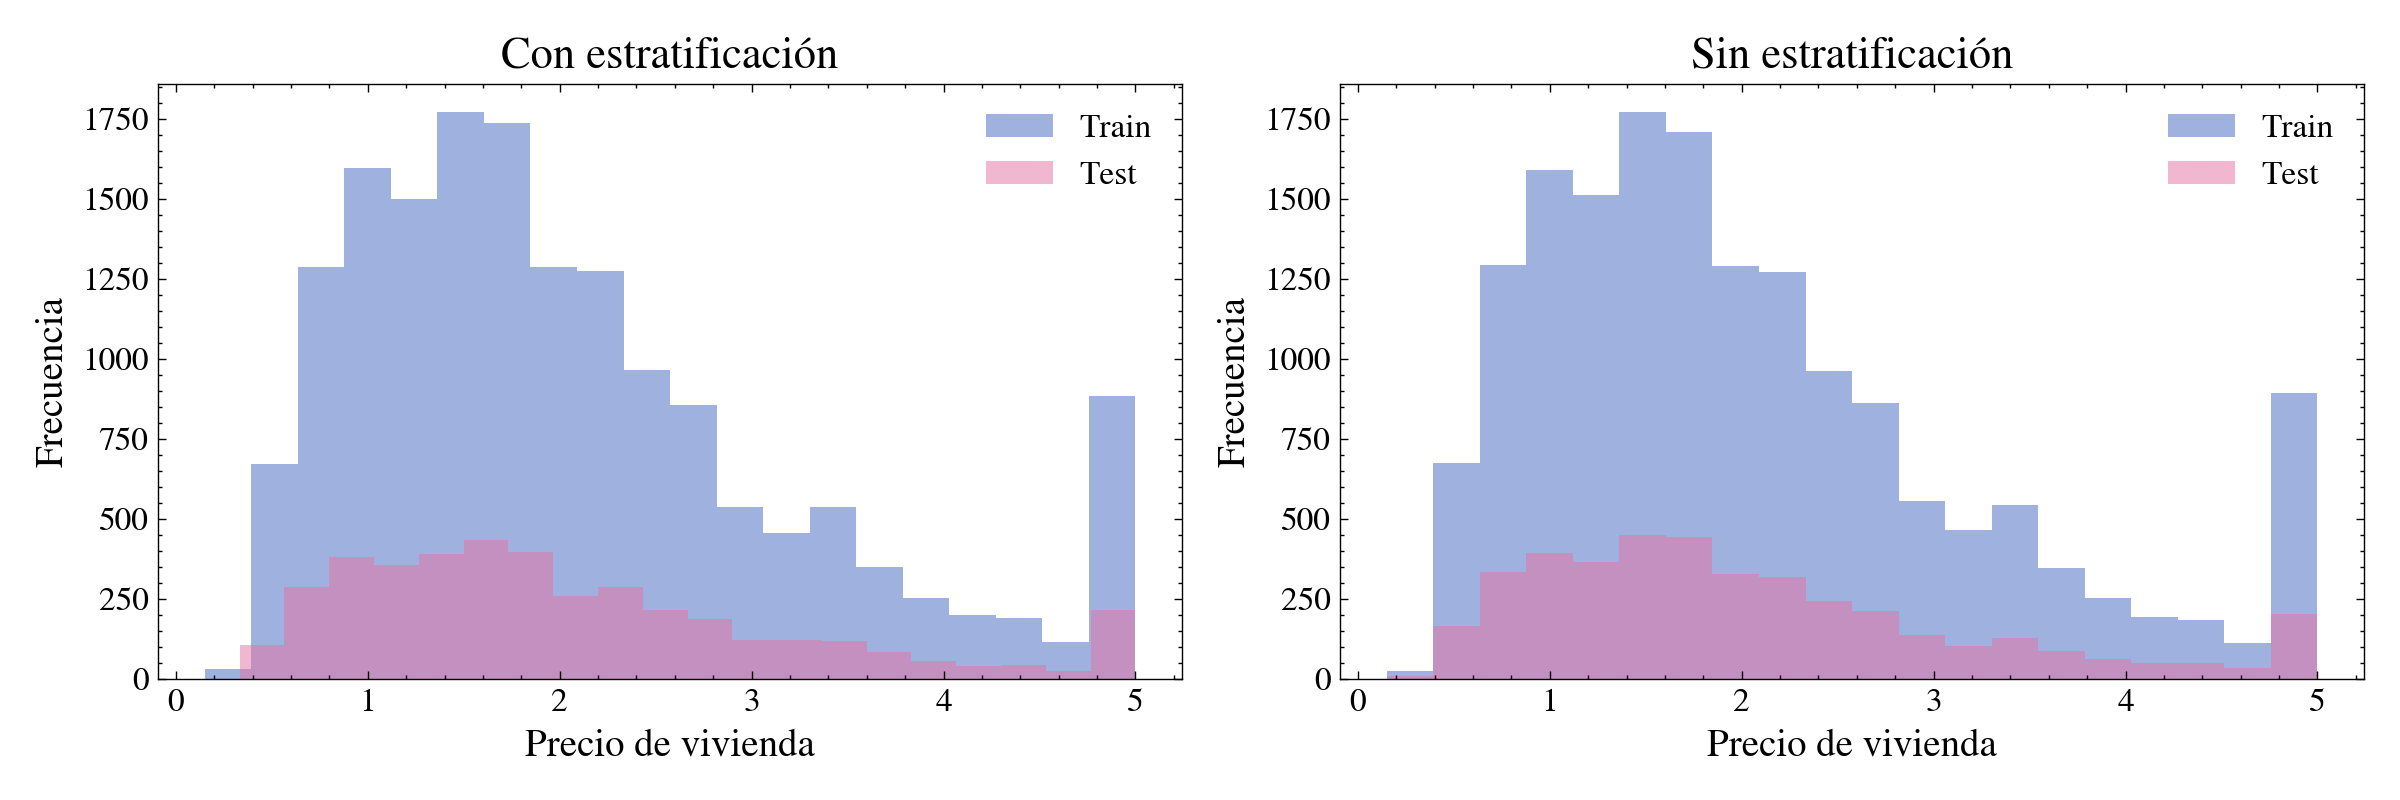 Con estratificación
1750
1500
1250
1000
750
500
250
0
Frecuencia
Train
Test
0 1 2 3 4 5
Precio de vivienda
Sin estratificación
1750
1500
1250
1000
750
500
250
0
Frecuencia
Train
Test
0 1 2 3 4 5
Precio de vivienda